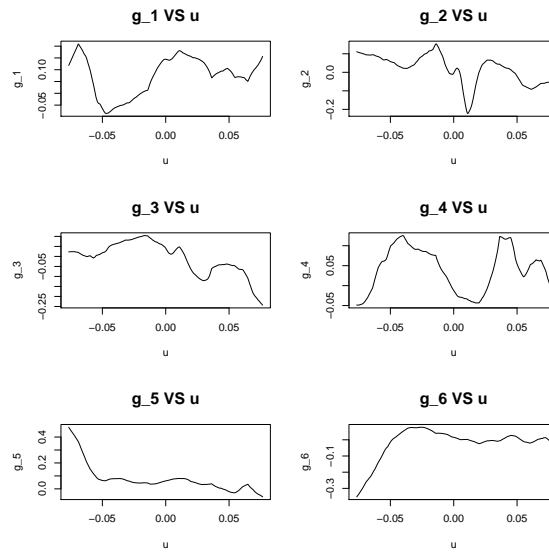 g_1 VS u
g_1
0.10
−0.05
−0.05
0.00
0.05
u
g_2 VS u
g_2
0.0
−0.2
−0.05
0.00
0.05
u
g_3 VS u
g_3
−0.05
−0.25
−0.05
0.00
0.05
u
g_4 VS u
g_4
0.05
−0.05
−0.05
0.00
0.05
u
g_5 VS u
g_5
0.4
0.2
0.0
−0.05
0.00
0.05
u
g_6 VS u
g_6
−0.1
−0.3
−0.05
0.00
0.05
u